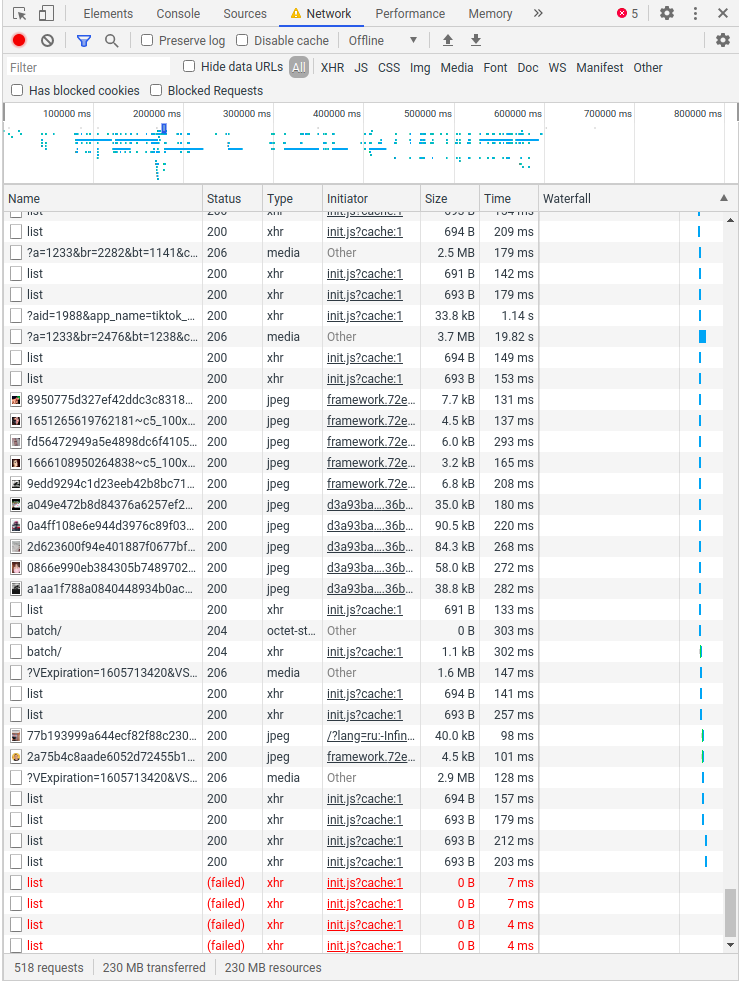 Elements Console Sources Network Performance Memory » 5
Preserve log Disable cache Offline
Filter Hide data URLs All XHR JS CSS Img Media Font Doc WS Manifest Other
Has blocked cookies Blocked Requests
100000 ms 200000 ms 300000 ms 400000 ms 500000 ms 600000 ms 700000 ms 800000 ms
Name Status Type Initiator Size Time Waterfall
list 200 xhr init.js?cache:1 693 B 154 ms
list 200 xhr init.js?cache:1 694 B 209 ms
?a=1233&br=2282&bt=1141&c... 206 media Other 2.5 MB 179 ms
list 200 xhr init.js?cache:1 691 B 142 ms
list 200 xhr init.js?cache:1 693 B 179 ms
?aid=1988&app_name=tiktok_... 200 xhr init.js?cache:1 33.8 kB 1.14 s
?a=1233&br=2476&bt=1238&c... 206 media Other 3.7 MB 19.82 s
list 200 xhr init.js?cache:1 694 B 149 ms
list 200 xhr init.js?cache:1 693 B 153 ms
8950775d327ef42ddc3c8318... 200 jpeg framework.72e... 7.7 kB 131 ms
1651265619762181~c5_100x... 200 jpeg framework.72e... 4.5 kB 137 ms
fd56472949a5e4898dc6f4105... 200 jpeg framework.72e... 6.0 kB 293 ms
1666108950264838~c5_100x... 200 jpeg framework.72e... 3.2 kB 165 ms
9edd9294c1d23eeb42b8bc71... 200 jpeg framework.72e... 6.8 kB 208 ms
a049e472b8d84376a6257ef2... 200 jpeg d3a93ba....36b... 35.0 kB 180 ms
0a4ff108e6e944d3976c89f03... 200 jpeg d3a93ba....36b... 90.5 kB 220 ms
2d623600f94e401887f0677bf... 200 jpeg d3a93ba....36b... 84.3 kB 268 ms
0866e990eb384305b7489702... 200 jpeg d3a93ba....36b... 58.0 kB 272 ms
a1aa1f788a0840448934b0ac... 200 jpeg d3a93ba....36b... 38.8 kB 282 ms
list 200 xhr init.js?cache:1 691 B 133 ms
batch/ 204 octet-st... Other 0 B 303 ms
batch/ 204 xhr init.js?cache:1 1.1 kB 302 ms
?VExpiration=1605713420&VS... 206 media Other 1.6 MB 147 ms
list 200 xhr init.js?cache:1 694 B 141 ms
list 200 xhr init.js?cache:1 693 B 257 ms
77b193999a644ecf82f88c230... 200 jpeg /?lang=ru:-Infin... 40.0 kB 98 ms
2a75b4c8aade6052d72455b1... 200 jpeg framework.72e... 4.5 kB 101 ms
?VExpiration=1605713420&VS... 206 media Other 2.9 MB 128 ms
list 200 xhr init.js?cache:1 694 B 157 ms
list 200 xhr init.js?cache:1 693 B 179 ms
list 200 xhr init.js?cache:1 693 B 212 ms
list 200 xhr init.js?cache:1 693 B 203 ms
list (failed) xhr init.js?cache:1 0 B 7 ms
list (failed) xhr init.js?cache:1 0 B 7 ms
list (failed) xhr init.js?cache:1 0 B 4 ms
list (failed) xhr init.js?cache:1 0 B 4 ms
518 requests 230 MB transferred 230 MB resources